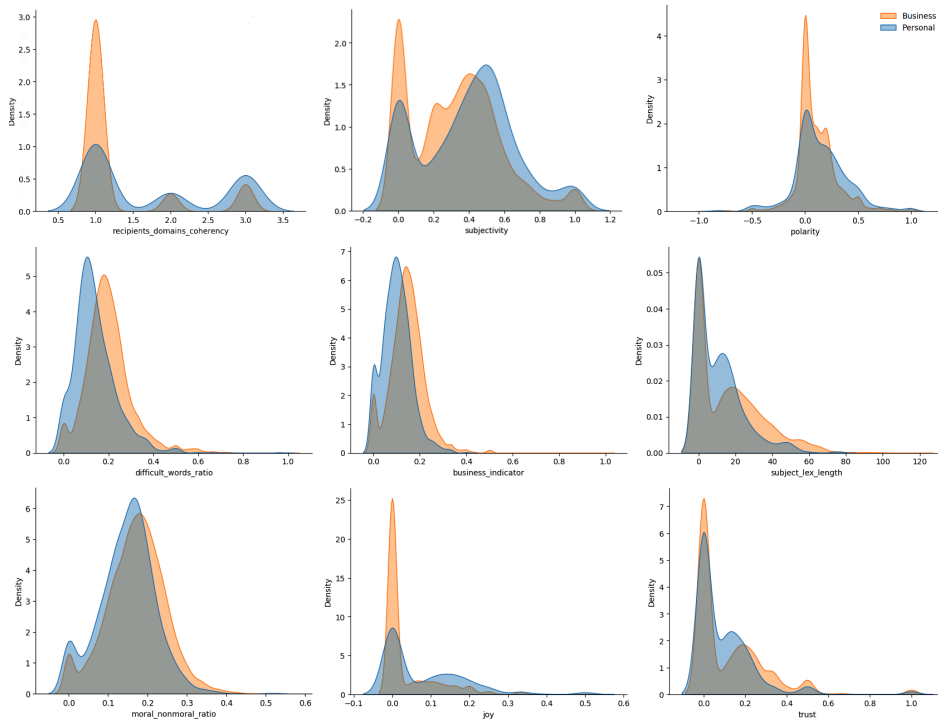 Business
Personal
Density
3.0
2.5
2.0
1.5
1.0
0.5
0.0
0.5 1.0 1.5 2.0 2.5 3.0 3.5
recipients_domains_coherency
Density
2.0
1.5
1.0
0.5
0.0
−0.2 0.0 0.2 0.4 0.6 0.8 1.0 1.2
subjectivity
Density
4
3
2
1
0
−1.0 −0.5 0.0 0.5 1.0
polarity
Density
5
4
3
2
1
0
0.0 0.2 0.4 0.6 0.8 1.0
difficult_words_ratio
Density
7
6
5
4
3
2
1
0
0.0 0.2 0.4 0.6 0.8 1.0
business_indicator
Density
0.05
0.04
0.03
0.02
0.01
0.00
0 20 40 60 80 100 120
subject_lex_length
Density
6
5
4
3
2
1
0
0.0 0.1 0.2 0.3 0.4 0.5 0.6
moral_nonmoral_ratio
Density
25
20
15
10
5
0
−0.1 0.0 0.1 0.2 0.3 0.4 0.5 0.6
joy
Density
7
6
5
4
3
2
1
0
0.0 0.2 0.4 0.6 0.8 1.0
trust